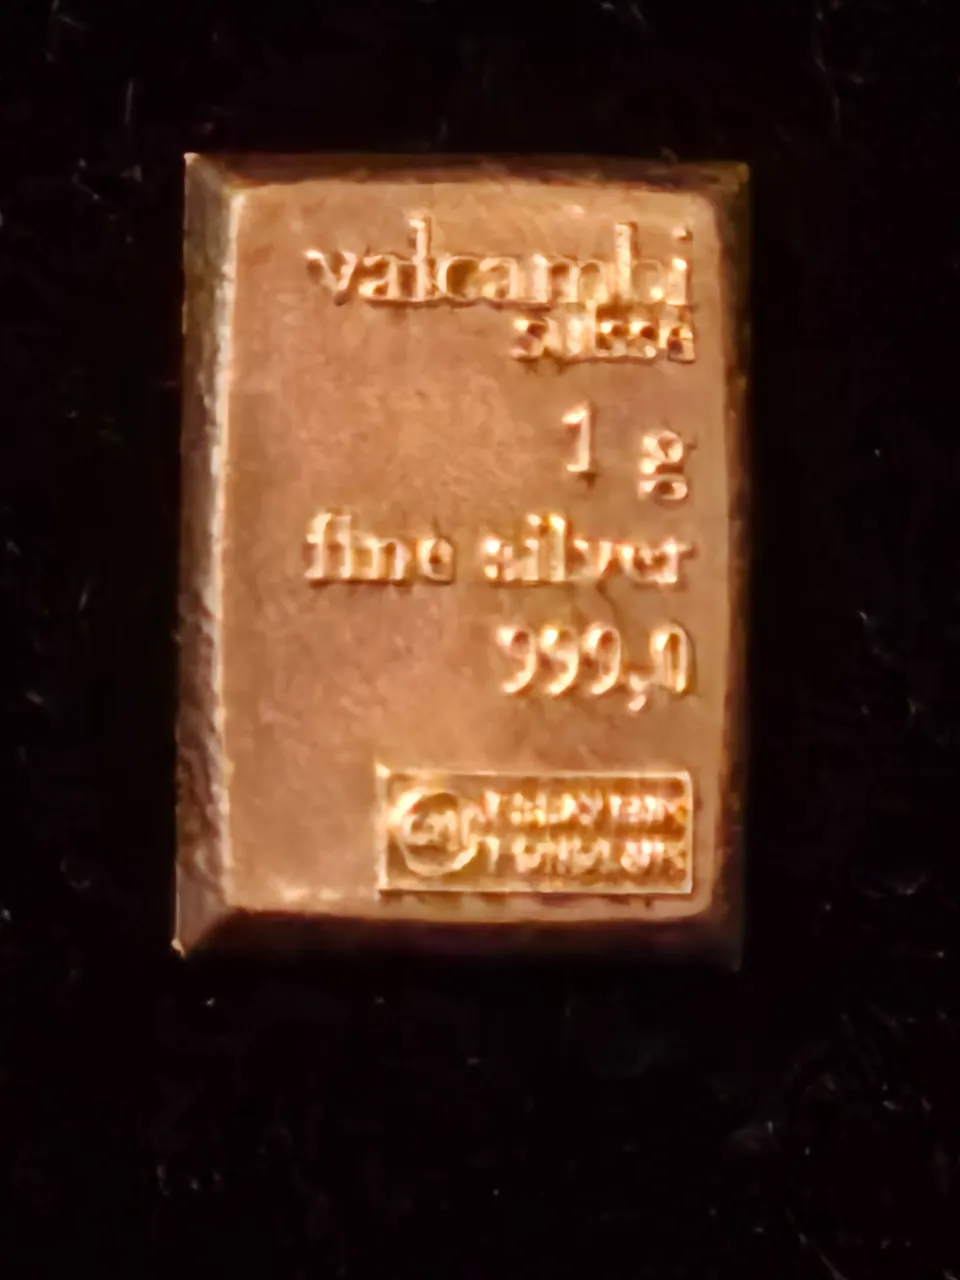 valcambi
suisse
1 g
fine silver
999,0